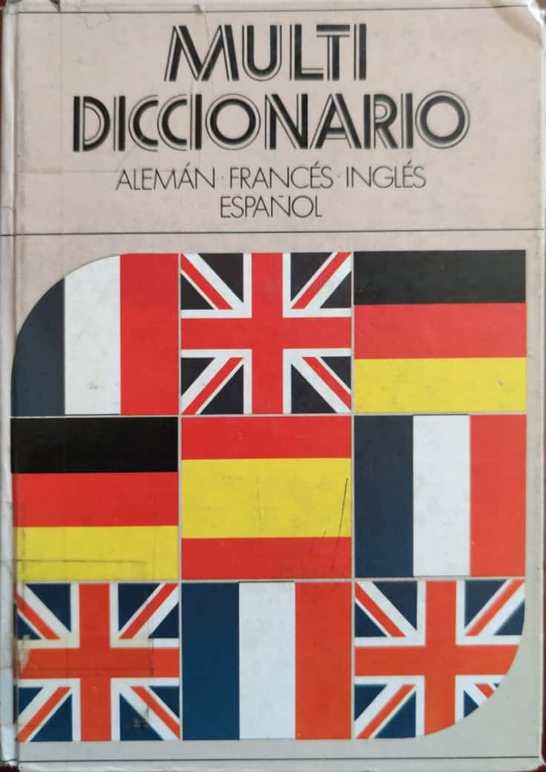 MULTI
DICCIONARIO
ALEMÁN · FRANCÉS · INGLÉS
ESPAÑOL